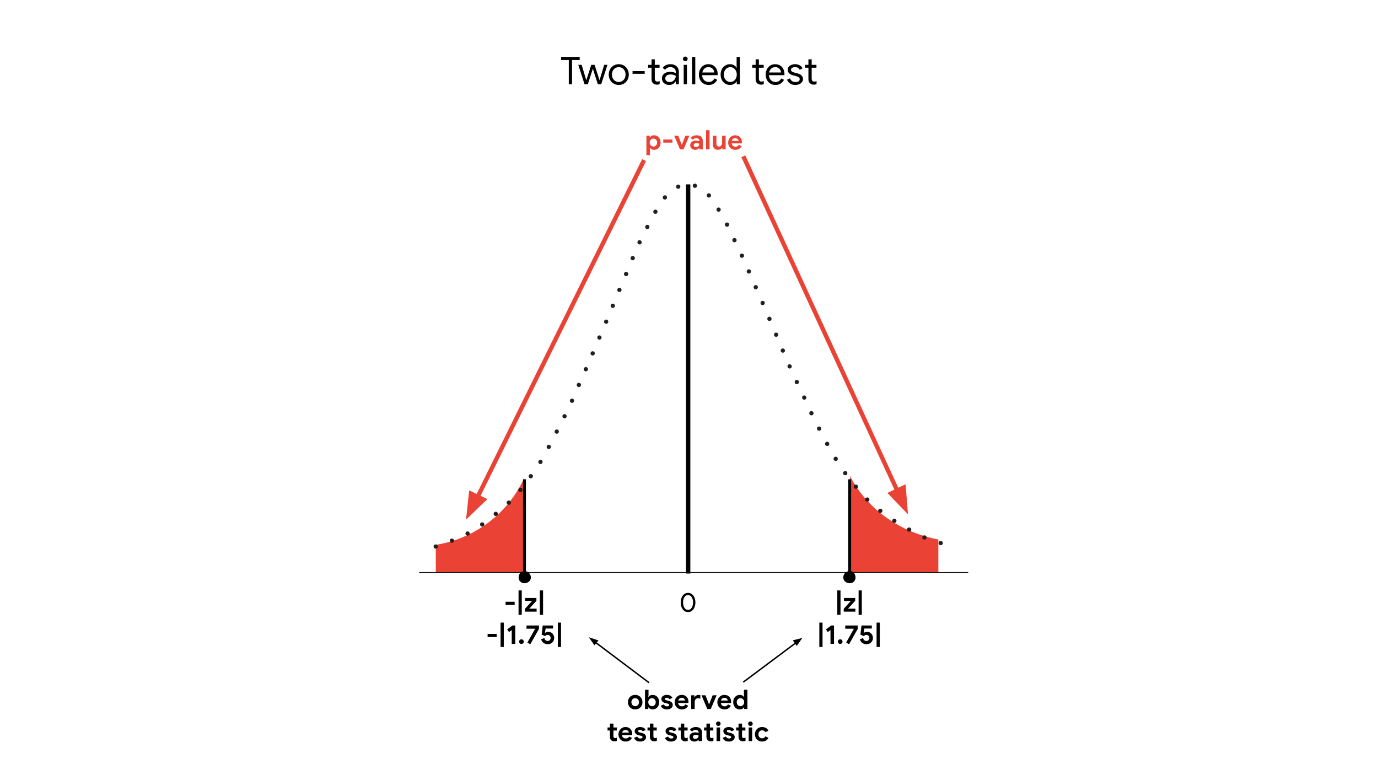 Two-tailed test
p-value
-|z|
0
|z|
-|1.75|
|1.75|
observed
test statistic